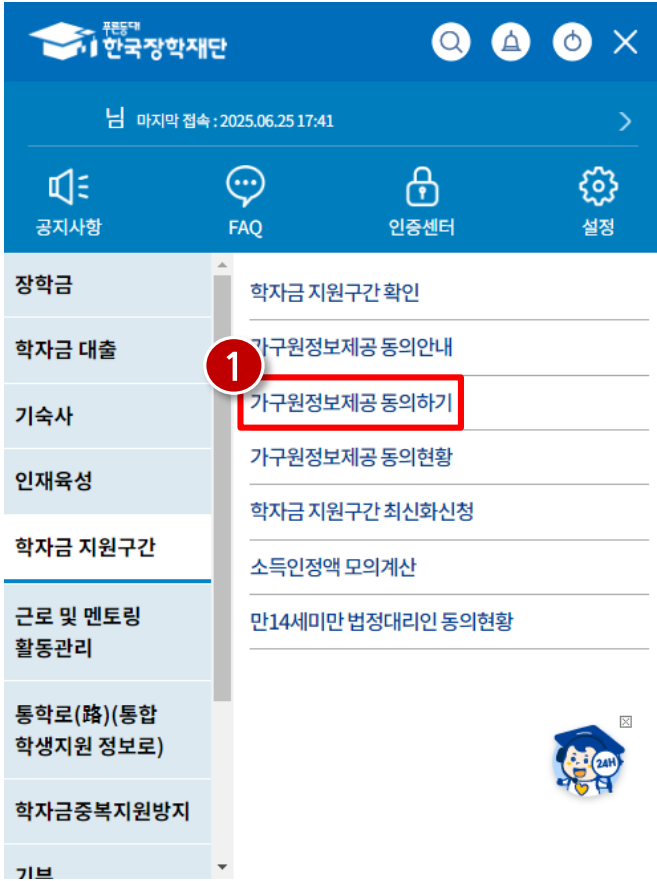 푸른등대
한국장학재단
님 마지막 접속 : 2025.06.25 17:41
공지사항
FAQ
인증센터
설정
장학금
학자금 대출
기숙사
인재육성
학자금 지원구간
근로 및 멘토링
활동관리
통학로(路)(통합
학생지원 정보로)
학자금중복지원방지
기부
학자금 지원구간 확인
1
가구원정보제공 동의안내
가구원정보제공 동의하기
가구원정보제공 동의현황
학자금 지원구간 최신화신청
소득인정액 모의계산
만14세미만 법정대리인 동의현황
24H